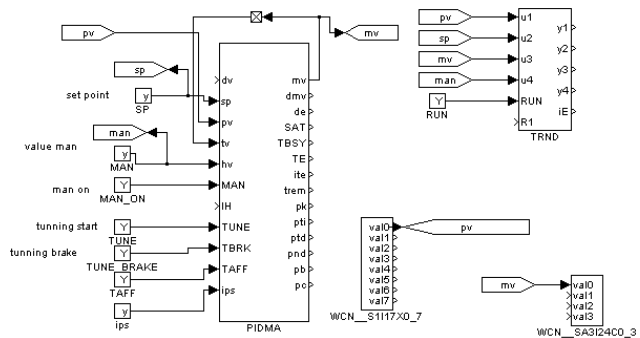 pv
mv
sp
set point
y
SP
man
value man
y
MAN
man on
Y
MAN_ON
tunning start
Y
TUNE
tunning brake
Y
TUNE_BRAKE
Y
TAFF
y
ips
dv
sp
pv
tv
hv
MAN
IH
TUNE
TBRK
TAFF
ips
mv
dmv
de
SAT
TBSY
TE
ite
trem
pk
pti
ptd
pnd
pb
pc
PIDMA
pv
sp
mv
man
Y
RUN
u1
u2
u3
u4
RUN
R1
y1
y2
y3
y4
iE
TRND
val0
val1
val2
val3
val4
val5
val6
val7
WCN__S1I17X0_7
pv
mv
val0
val1
val2
val3
WCN__SA3I24C0_3